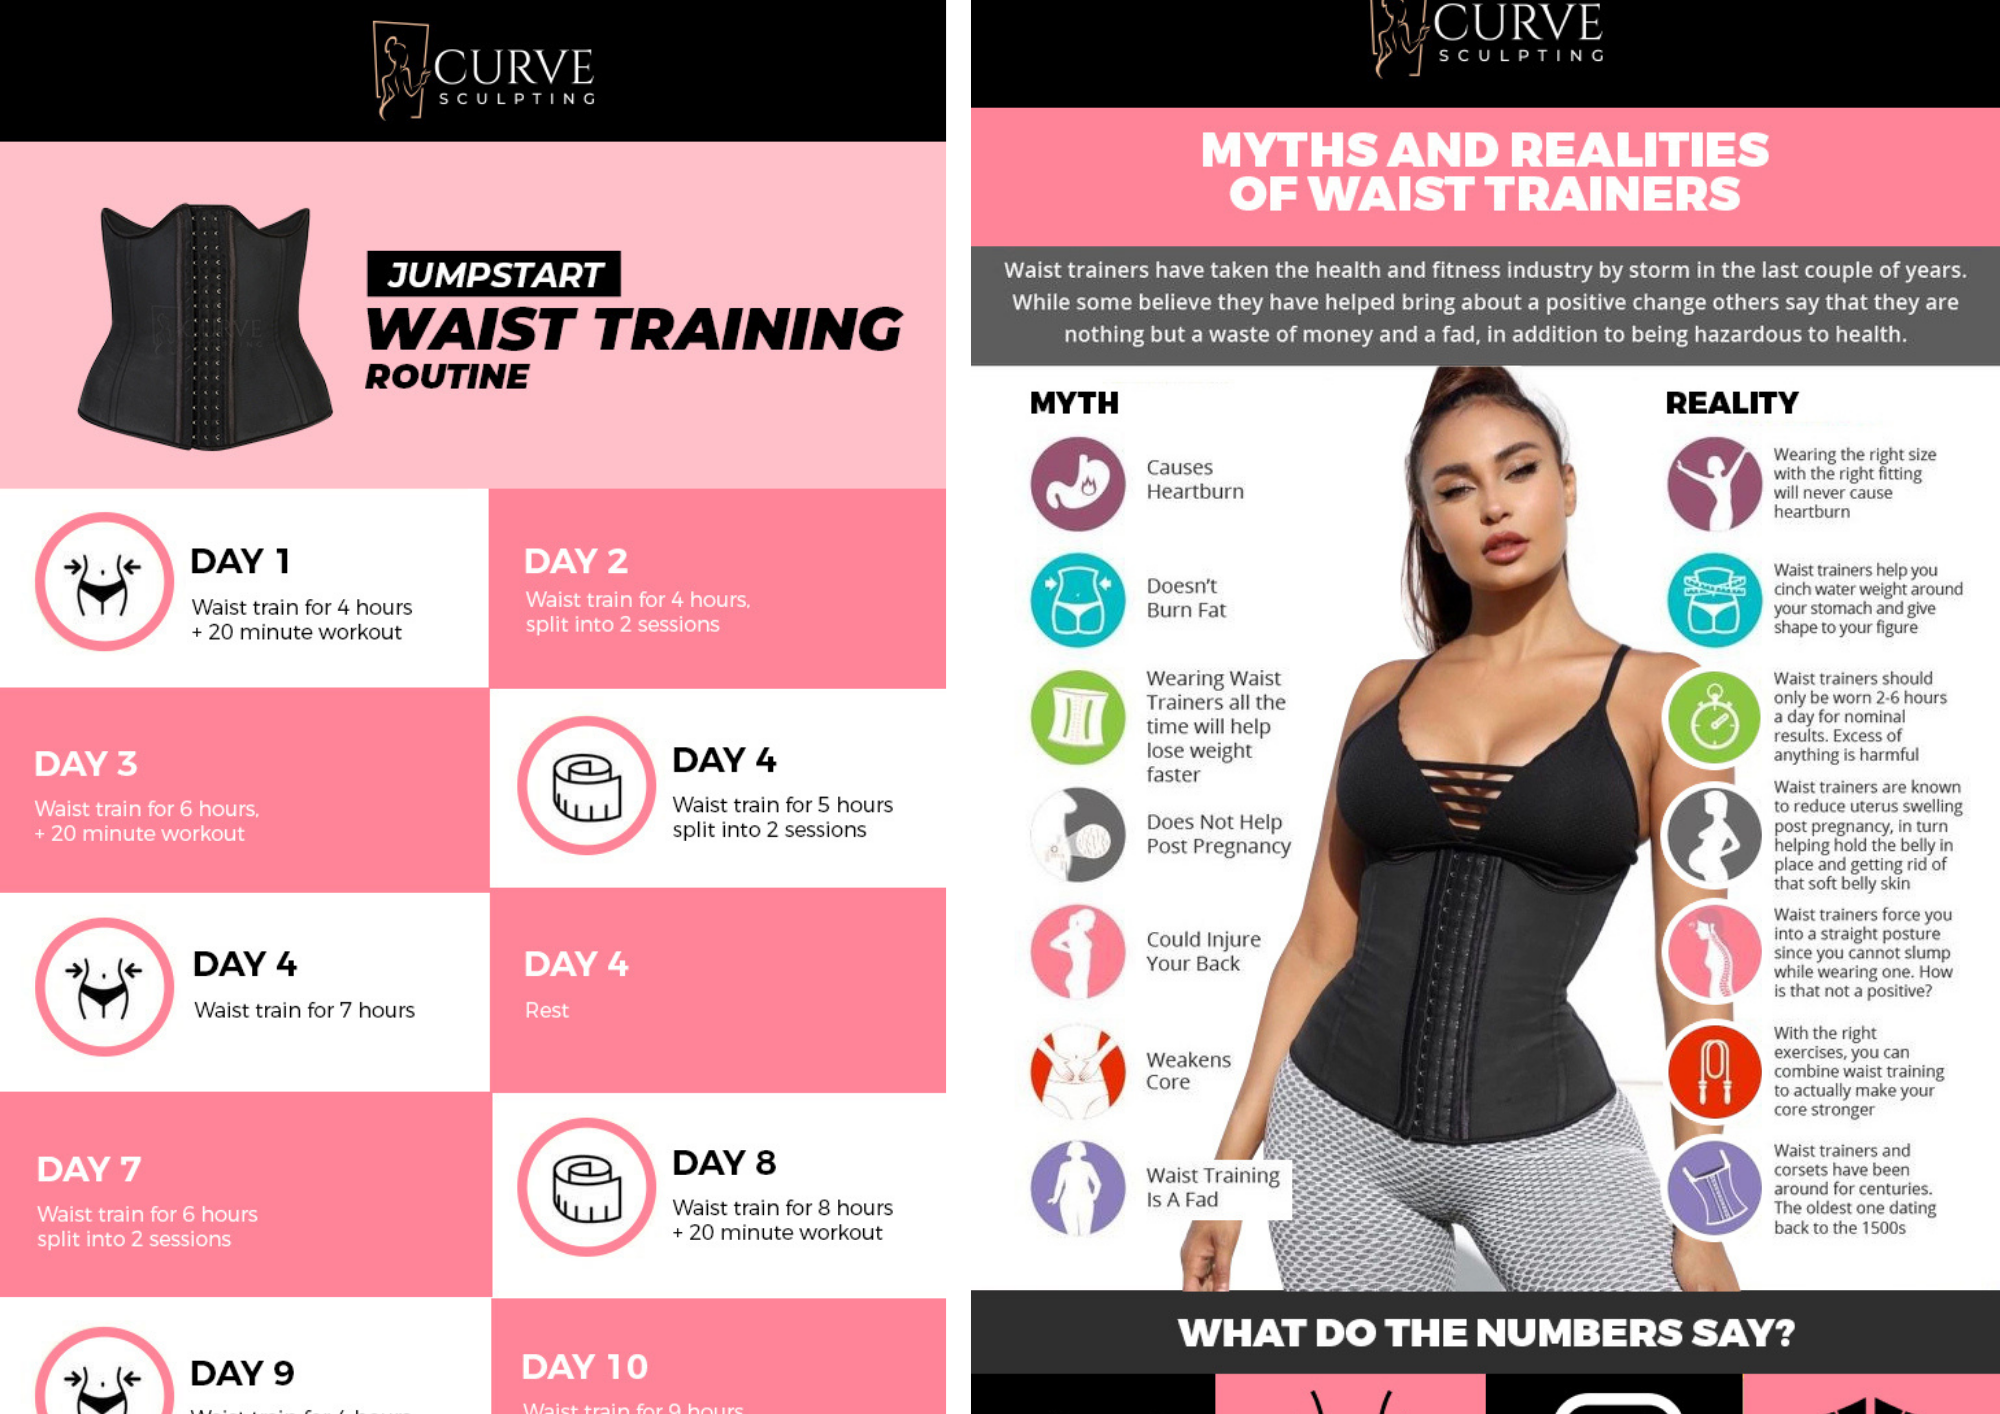 CURVE
SCULPTING
JUMPSTART
WAIST TRAINING
ROUTINE
DAY 1
Waist train for 4 hours
+ 20 minute workout
DAY 2
Waist train for 4 hours,
split into 2 sessions
DAY 3
Waist train for 6 hours,
+ 20 minute workout
DAY 4
Waist train for 5 hours
split into 2 sessions
DAY 4
Waist train for 7 hours
DAY 4
Rest
DAY 7
Waist train for 6 hours
split into 2 sessions
DAY 8
Waist train for 8 hours
+ 20 minute workout
DAY 9
DAY 10
Waist train for 9 hours
CURVE
SCULPTING
MYTHS AND REALITIES
OF WAIST TRAINERS
Waist trainers have taken the health and fitness industry by storm in the last couple of years.
While some believe they have helped bring about a positive change others say that they are
nothing but a waste of money and a fad, in addition to being hazardous to health.
MYTH
Causes
Heartburn
Doesn't
Burn Fat
Wearing Waist
Trainers all the
time will help
lose weight
faster
Does Not Help
Post Pregnancy
Could Injure
Your Back
Weakens
Core
Waist Training
Is A Fad
REALITY
Wearing the right size
with the right fitting
will never cause
heartburn
Waist trainers help you
cinch water weight around
your stomach and give
shape to your figure
Waist trainers should
only be worn 2-6 hours
a day for nominal
results. Excess of
anything is harmful
Waist trainers are known
to reduce uterus swelling
post pregnancy, in turn
helping hold the belly in
place and getting rid of
that soft belly skin
Waist trainers force you
into a straight posture
since you cannot slump
while wearing one. How
is that not a positive?
With the right
exercises, you can
combine waist training
to actually make your
core stronger
Waist trainers and
corsets have been
around for centuries.
The oldest one dating
back to the 1500s
WHAT DO THE NUMBERS SAY?